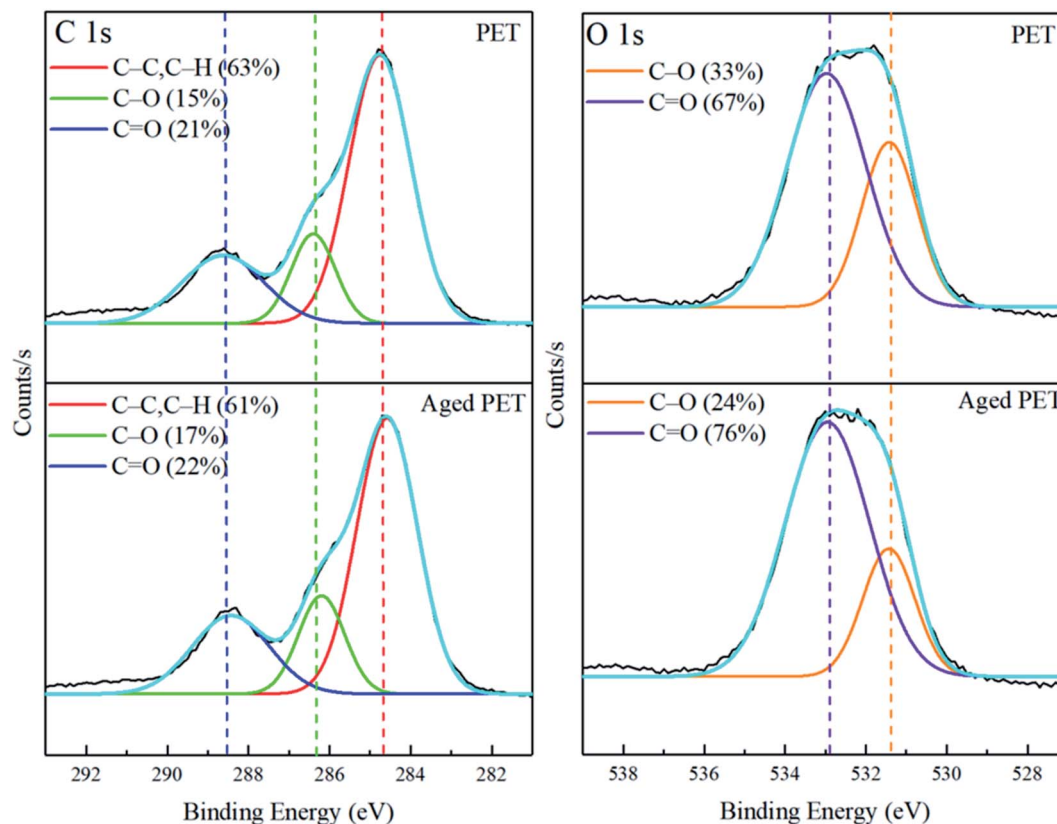 C 1s
PET
C–C,C–H (63%)
C–O (15%)
C=O (21%)
Aged PET
C–C,C–H (61%)
C–O (17%)
C=O (22%)
Counts/s
292 290 288 286 284 282
Binding Energy (eV)
O 1s
PET
C–O (33%)
C=O (67%)
Aged PET
C–O (24%)
C=O (76%)
Counts/s
538 536 534 532 530 528
Binding Energy (eV)